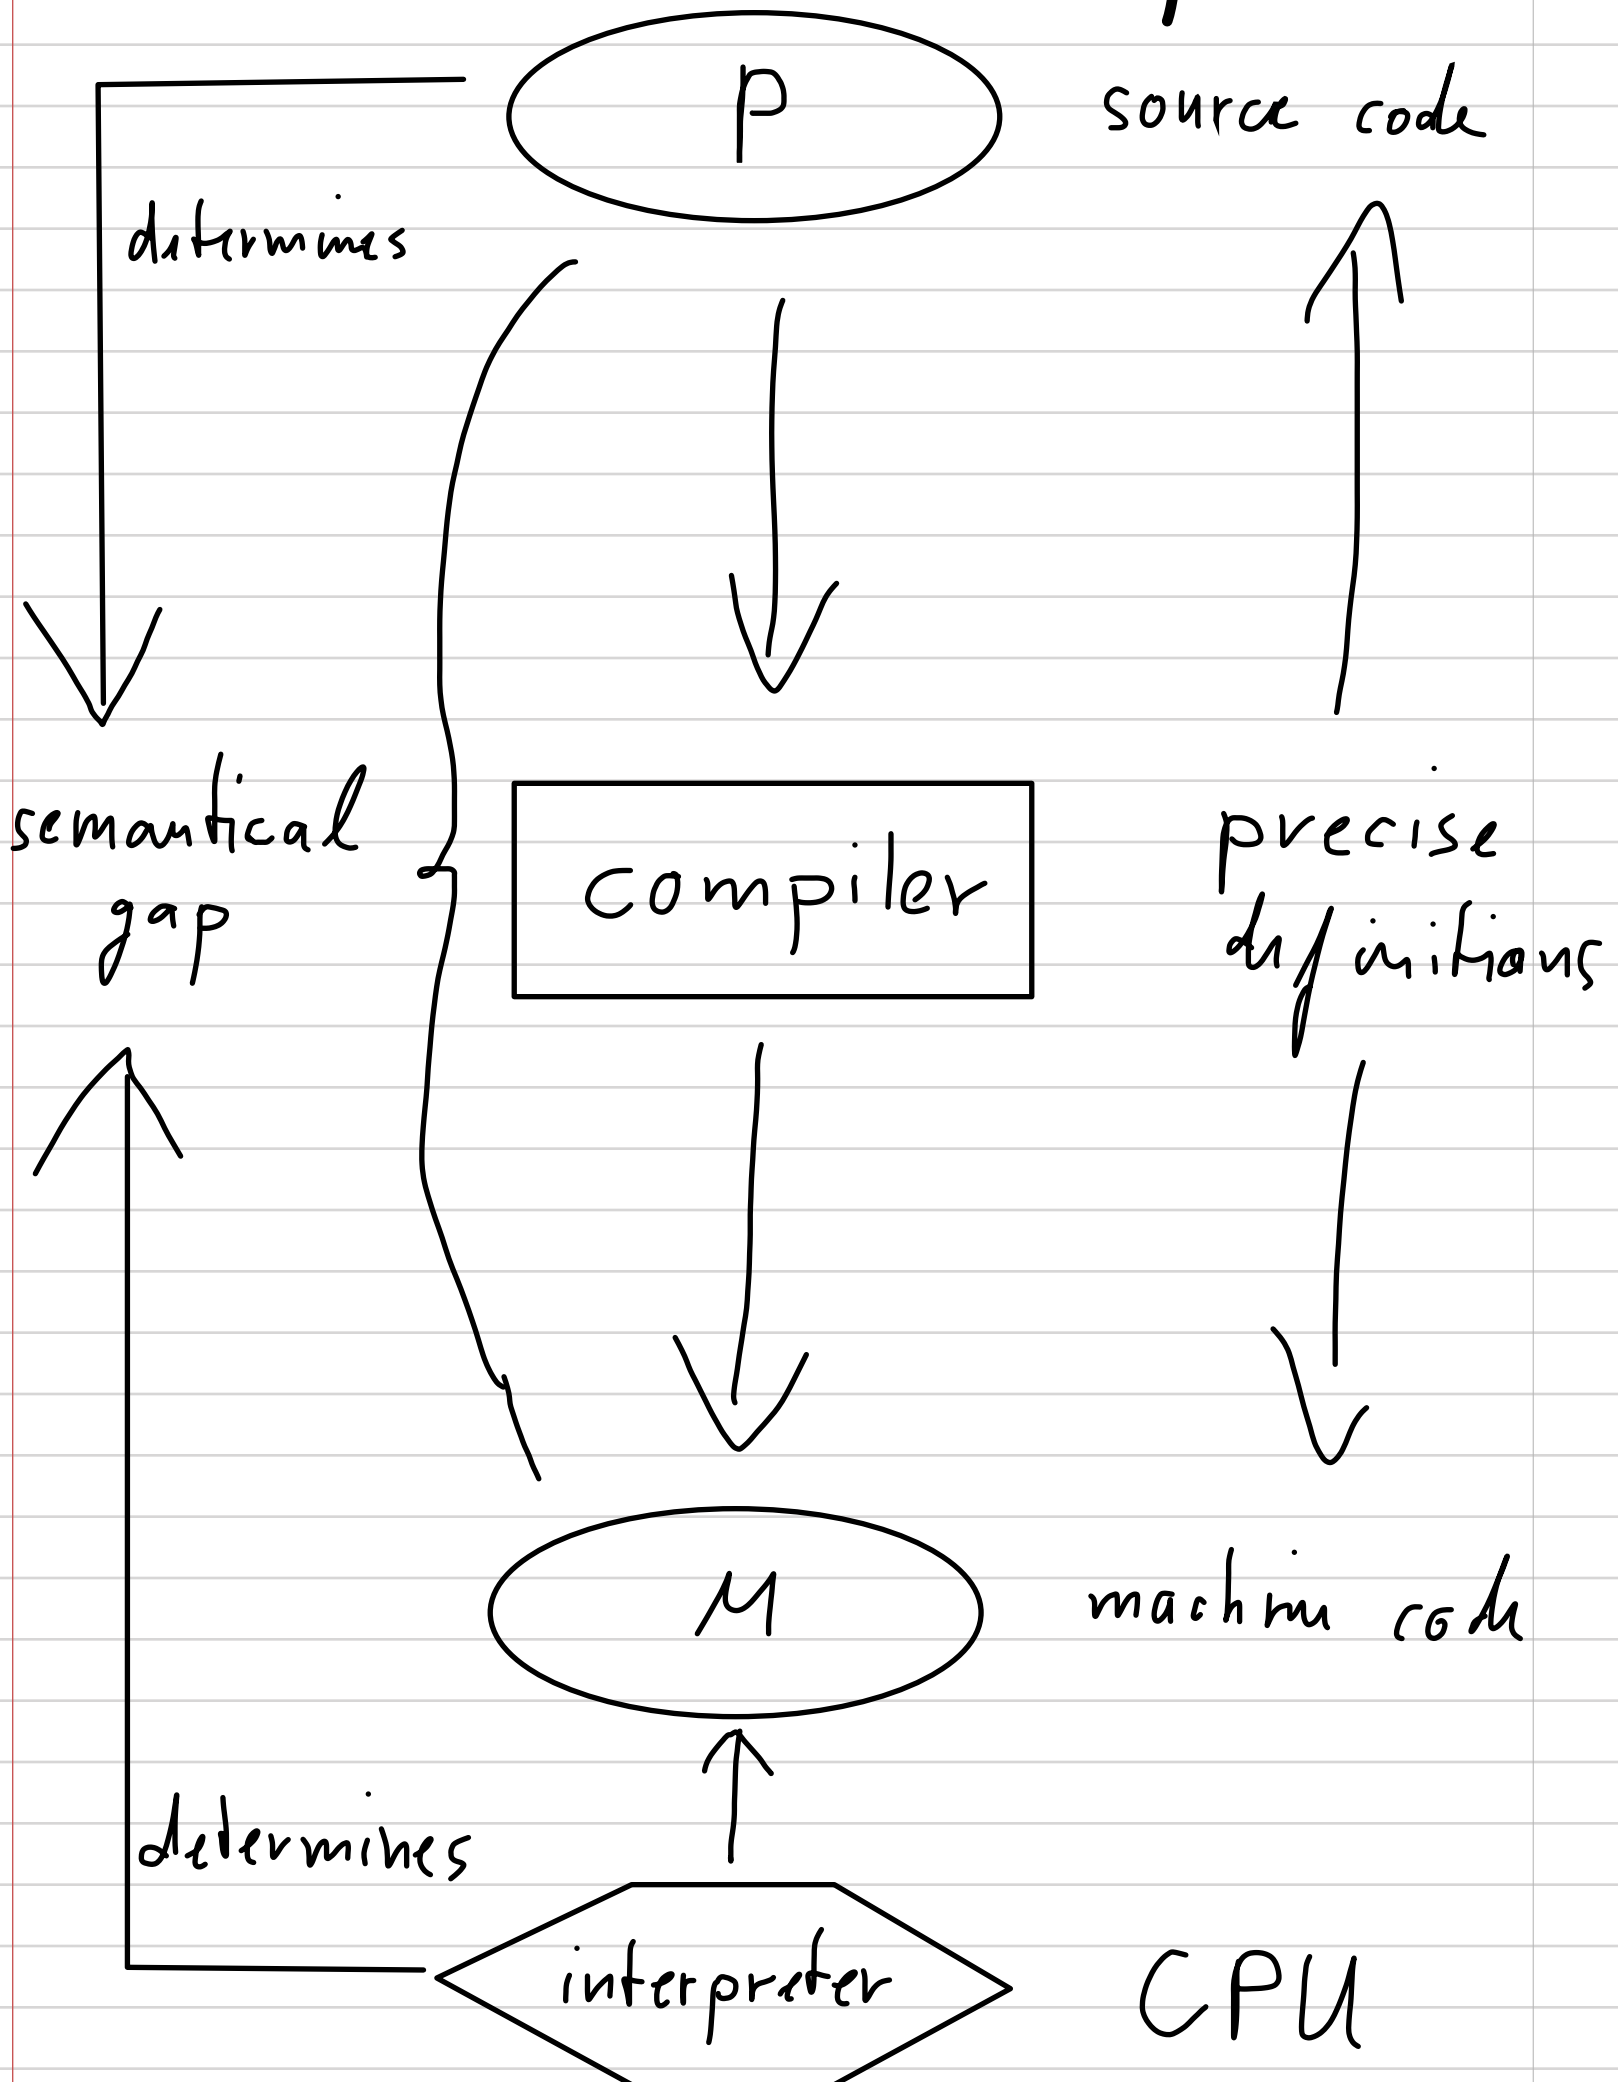 P
source code
determines
semantical
gap
compiler
precise
definitions
M
machine code
determines
interpreter
CPU